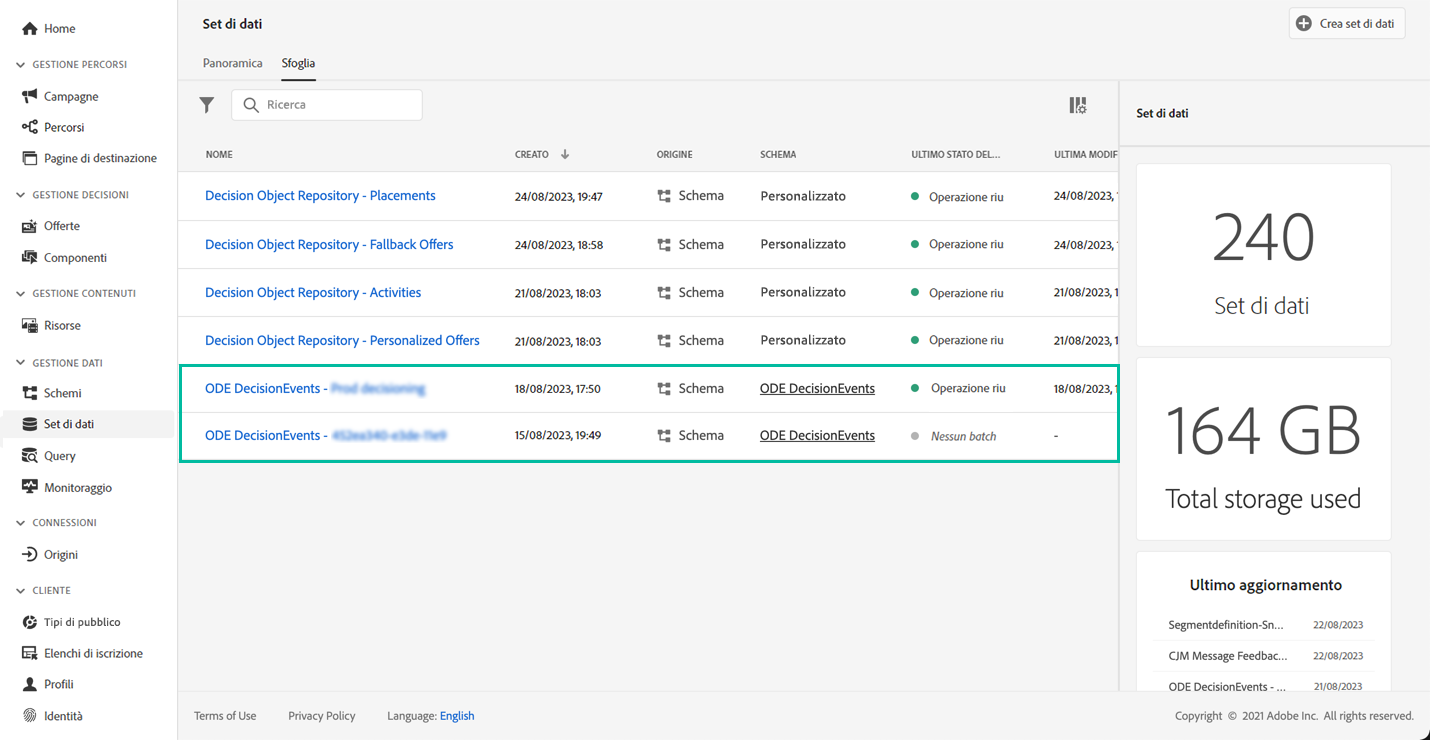 Home
GESTIONE PERCORSI
Campagne
Percorsi
Pagine di destinazione
GESTIONE DECISIONI
Offerte
Componenti
GESTIONE CONTENUTI
Risorse
GESTIONE DATI
Schemi
Set di dati
Query
Monitoraggio
CONNESSIONI
Origini
CLIENTE
Tipi di pubblico
Elenchi di iscrizione
Profili
Identità
Set di dati
Crea set di dati
Panoramica Sfoglia
Ricerca
NOME CREATO ORIGINE SCHEMA ULTIMO STATO DEL... ULTIMA MODIF
Decision Object Repository - Placements 24/08/2023, 19:47 Schema Personalizzato Operazione riu 24/08/2023,
Decision Object Repository - Fallback Offers 24/08/2023, 18:58 Schema Personalizzato Operazione riu 24/08/2023,
Decision Object Repository - Activities 21/08/2023, 18:03 Schema Personalizzato Operazione riu 21/08/2023, 1
Decision Object Repository - Personalized Offers 21/08/2023, 18:03 Schema Personalizzato Operazione riu 21/08/2023, 1
ODE DecisionEvents - Prod decisioning 18/08/2023, 17:50 Schema ODE DecisionEvents Operazione riu 18/08/2023, 1
ODE DecisionEvents - 15/08/2023, 19:49 Schema ODE DecisionEvents Nessun batch -
Set di dati
240
Set di dati
164 GB
Total storage used
Ultimo aggiornamento
Segmentdefinition-Sn... 22/08/2023
CJM Message Feedbac... 22/08/2023
ODE DecisionEvents - ... 21/08/2023
Terms of Use Privacy Policy Language: English
Copyright © 2021 Adobe Inc. All rights reserved.